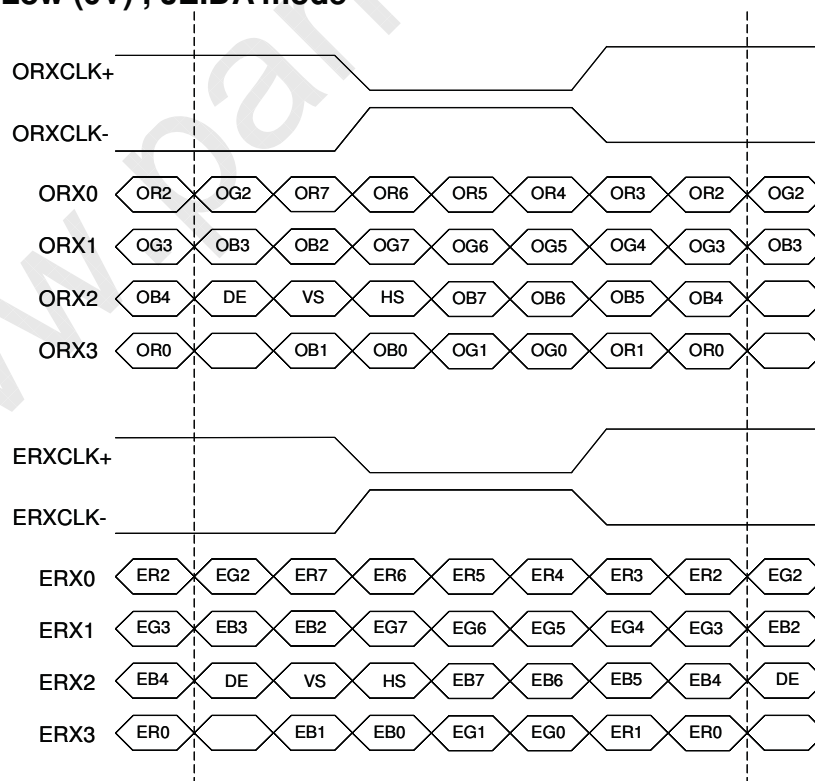 Low (0V) , JEIDA mode
ORXCLK+
ORXCLK-
ORX0 OR2 OG2 OR7 OR6 OR5 OR4 OR3 OR2 OG2
ORX1 OG3 OB3 OB2 OG7 OG6 OG5 OG4 OG3 OB3
ORX2 OB4 DE VS HS OB7 OB6 OB5 OB4
ORX3 OR0 OB1 OB0 OG1 OG0 OR1 OR0
ERXCLK+
ERXCLK-
ERX0 ER2 EG2 ER7 ER6 ER5 ER4 ER3 ER2 EG2
ERX1 EG3 EB3 EB2 EG7 EG6 EG5 EG4 EG3 EB2
ERX2 EB4 DE VS HS EB7 EB6 EB5 EB4 DE
ERX3 ER0 EB1 EB0 EG1 EG0 ER1 ER0